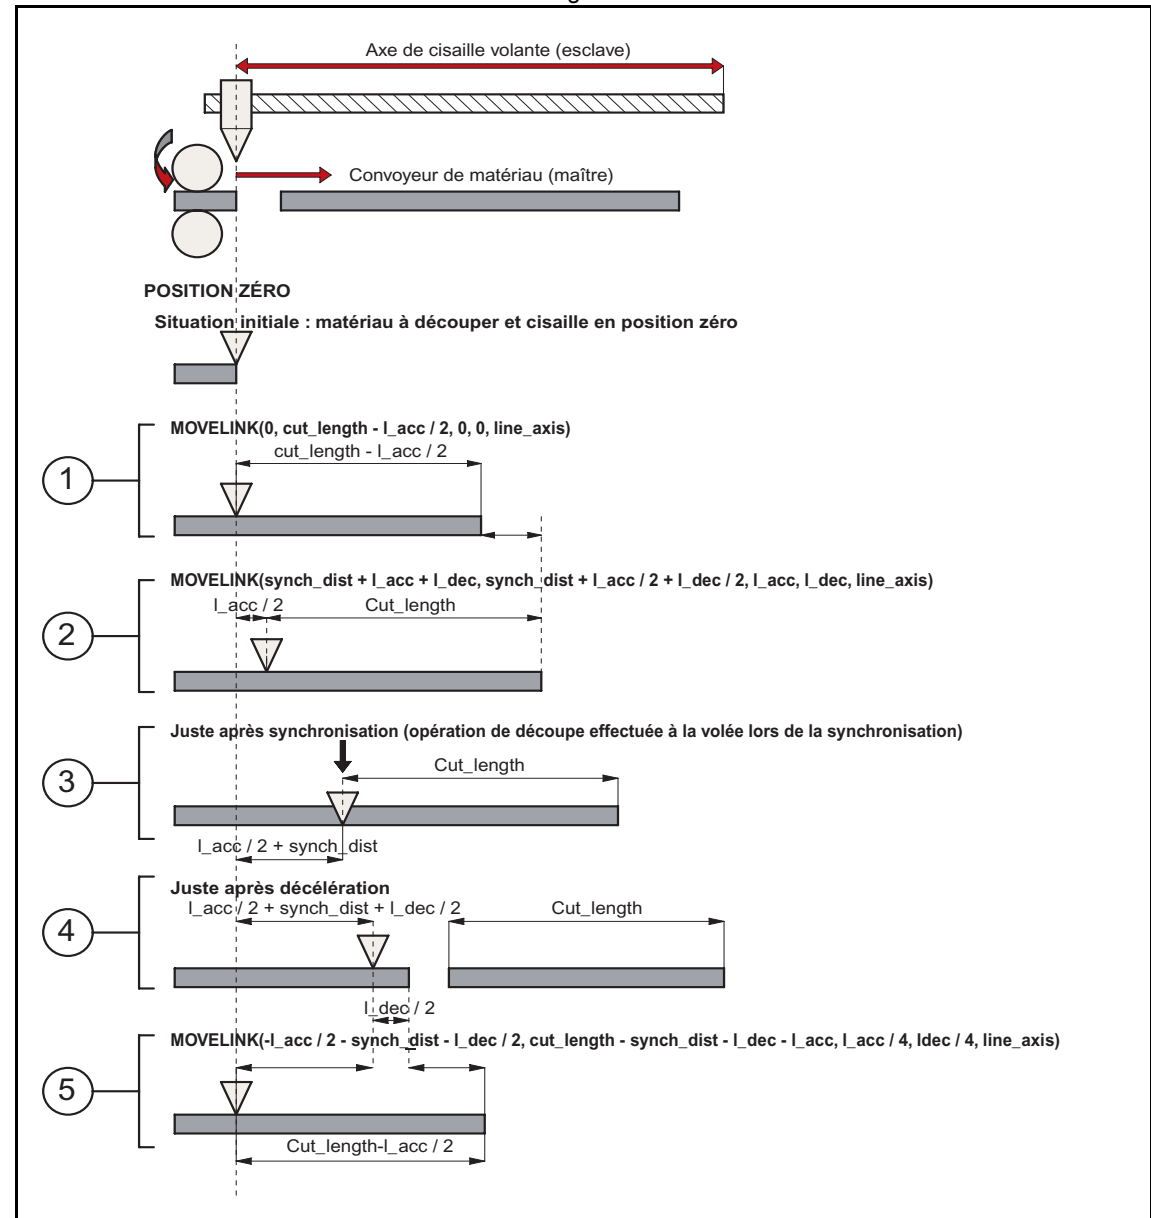 Axe de cisaille volante (esclave)
Convoyeur de matériau (maître)
POSITION ZÉRO
Situation initiale : matériau à découper et cisaille en position zéro
1
MOVELINK(0, cut_length - l_acc / 2, 0, 0, line_axis)
cut_length - l_acc / 2
2
MOVELINK(synch_dist + l_acc + l_dec, synch_dist + l_acc / 2 + l_dec / 2, l_acc, l_dec, line_axis)
l_acc / 2 Cut_length
3
Juste après synchronisation (opération de découpe effectuée à la volée lors de la synchronisation)
Cut_length
l_acc / 2 + synch_dist
4
Juste après décélération
l_acc / 2 + synch_dist + l_dec / 2 Cut_length
l_dec / 2
5
MOVELINK(-l_acc / 2 - synch_dist - l_dec / 2, cut_length - synch_dist - l_dec - l_acc, l_acc / 4, ldec / 4, line_axis)
Cut_length-l_acc / 2